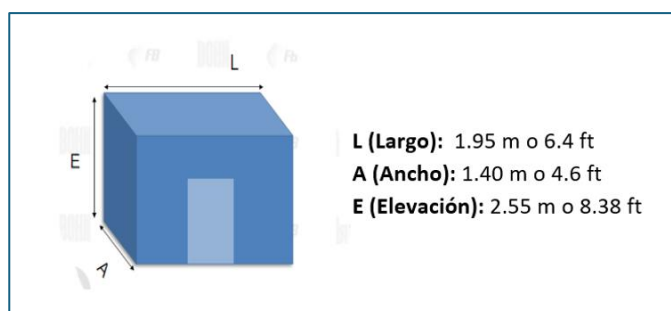 L
E
A
L (Largo): 1.95 m o 6.4 ft
A (Ancho): 1.40 m o 4.6 ft
E (Elevación): 2.55 m o 8.38 ft